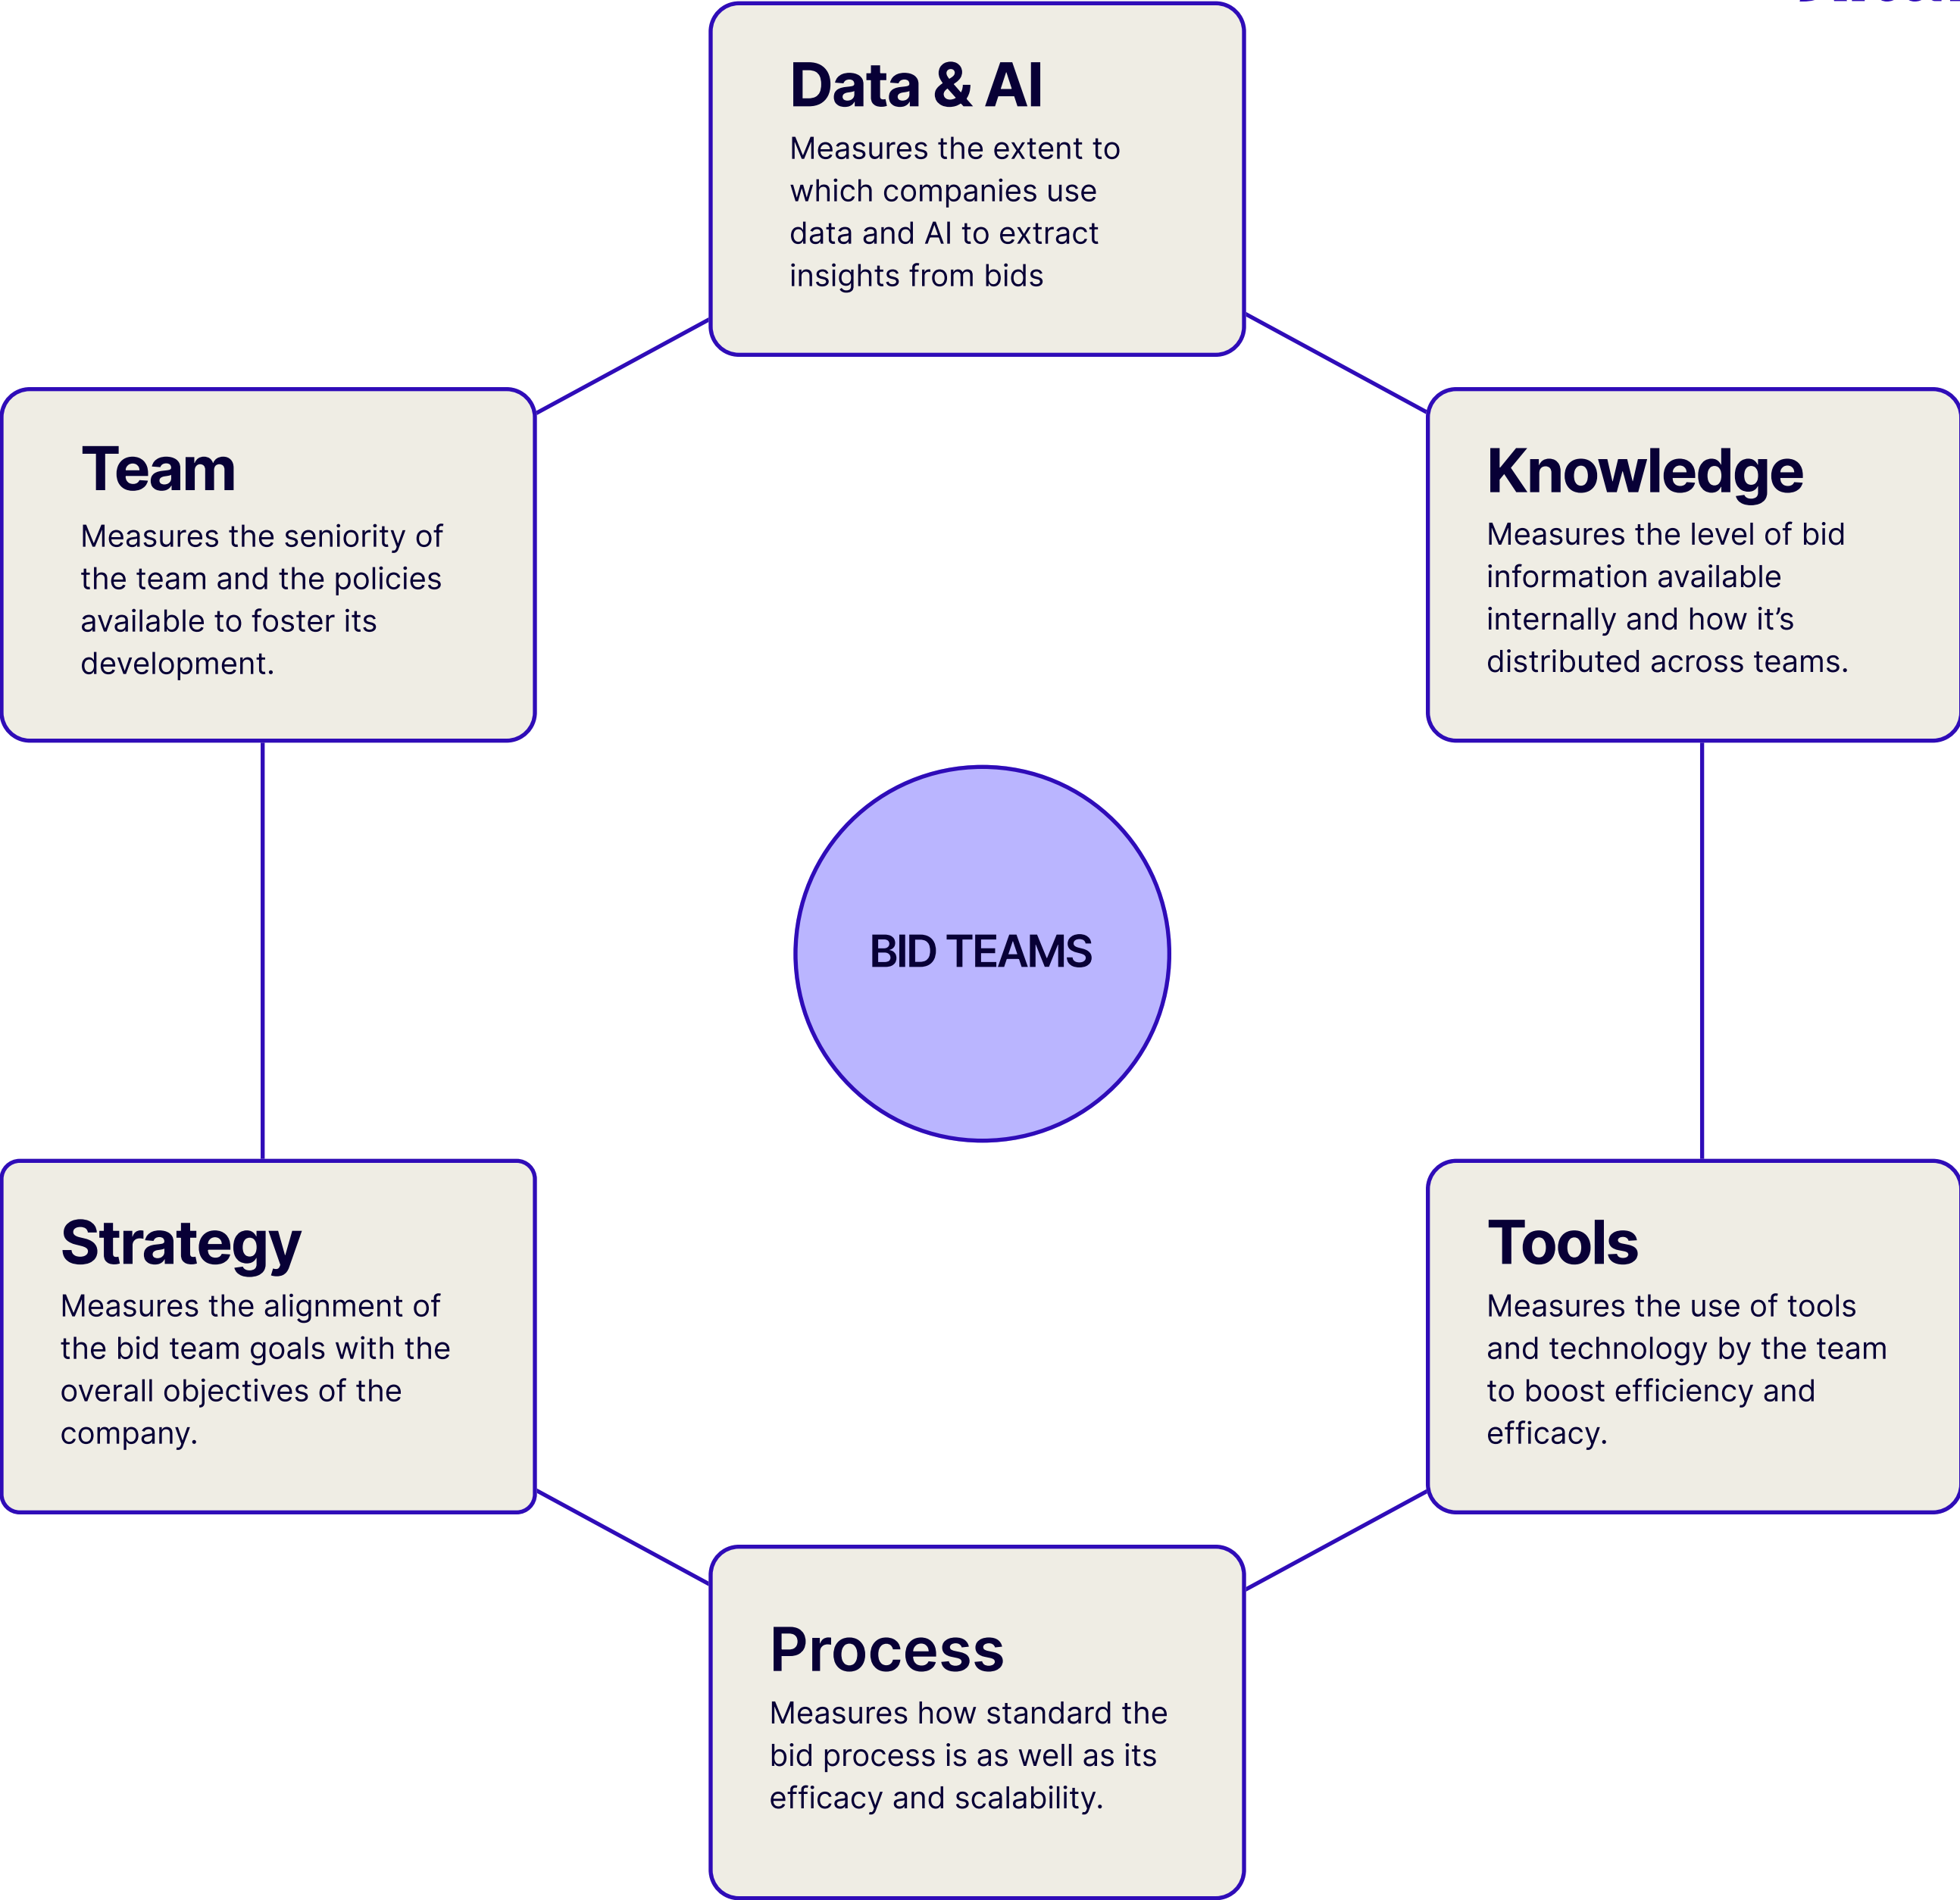 Data & AI
Measures the extent to
which companies use
data and AI to extract
insights from bids
Team
Measures the seniority of
the team and the policies
available to foster its
development.
Knowledge
Measures the level of bid
information available
internally and how it’s
distributed across teams.
BID TEAMS
Strategy
Measures the alignment of
the bid team goals with the
overall objectives of the
company.
Tools
Measures the use of tools
and technology by the team
to boost efficiency and
efficacy.
Process
Measures how standard the
bid process is as well as its
efficacy and scalability.